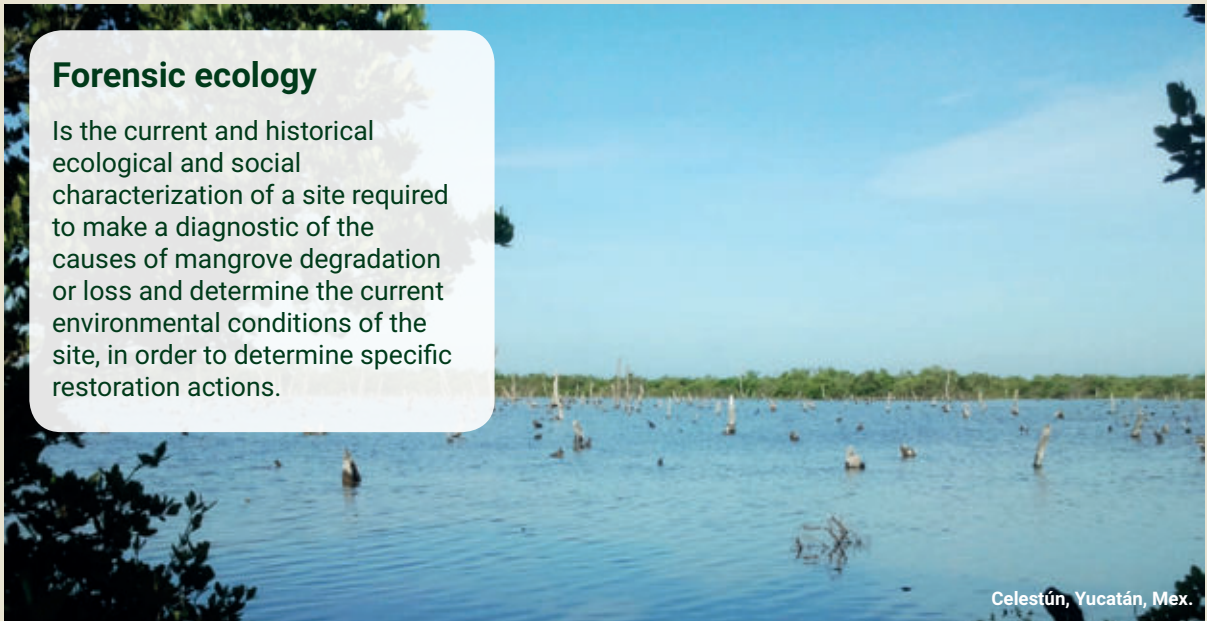 Forensic ecology
Is the current and historical
ecological and social
characterization of a site required
to make a diagnostic of the
causes of mangrove degradation
or loss and determine the current
environmental conditions of the
site, in order to determine specific
restoration actions.
Celestún, Yucatán, Mex.